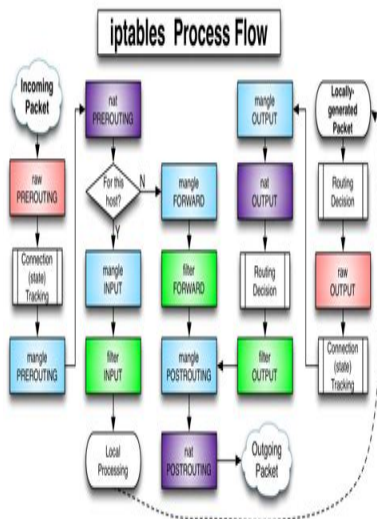 iptables Process Flow
Incoming
Packet
raw
PREROUTING
Connection
(state)
Tracking
mangle
PREROUTING
nat
PREROUTING
For this
host?
N
Y
mangle
INPUT
filter
INPUT
Local
Processing
mangle
FORWARD
filter
FORWARD
mangle
POSTROUTING
nat
POSTROUTING
mangle
OUTPUT
nat
OUTPUT
Routing
Decision
filter
OUTPUT
Outgoing
Packet
Locally-
generated
Packet
Routing
Decision
raw
OUTPUT
Connection
(state)
Tracking